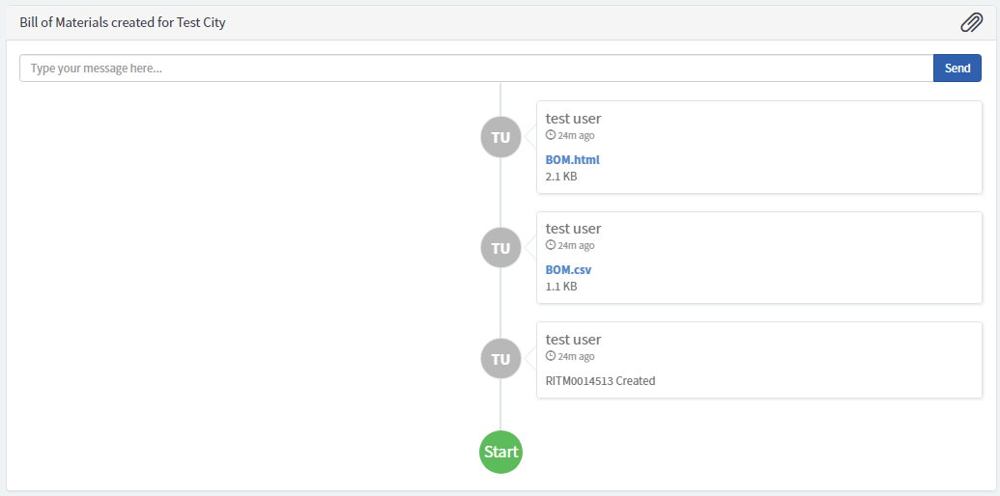 Bill of Materials created for Test City
Type your message here...
Send
TU
test user
24m ago
BOM.html
2.1 KB
TU
test user
24m ago
BOM.csv
1.1 KB
TU
test user
24m ago
RITM0014513 Created
Start